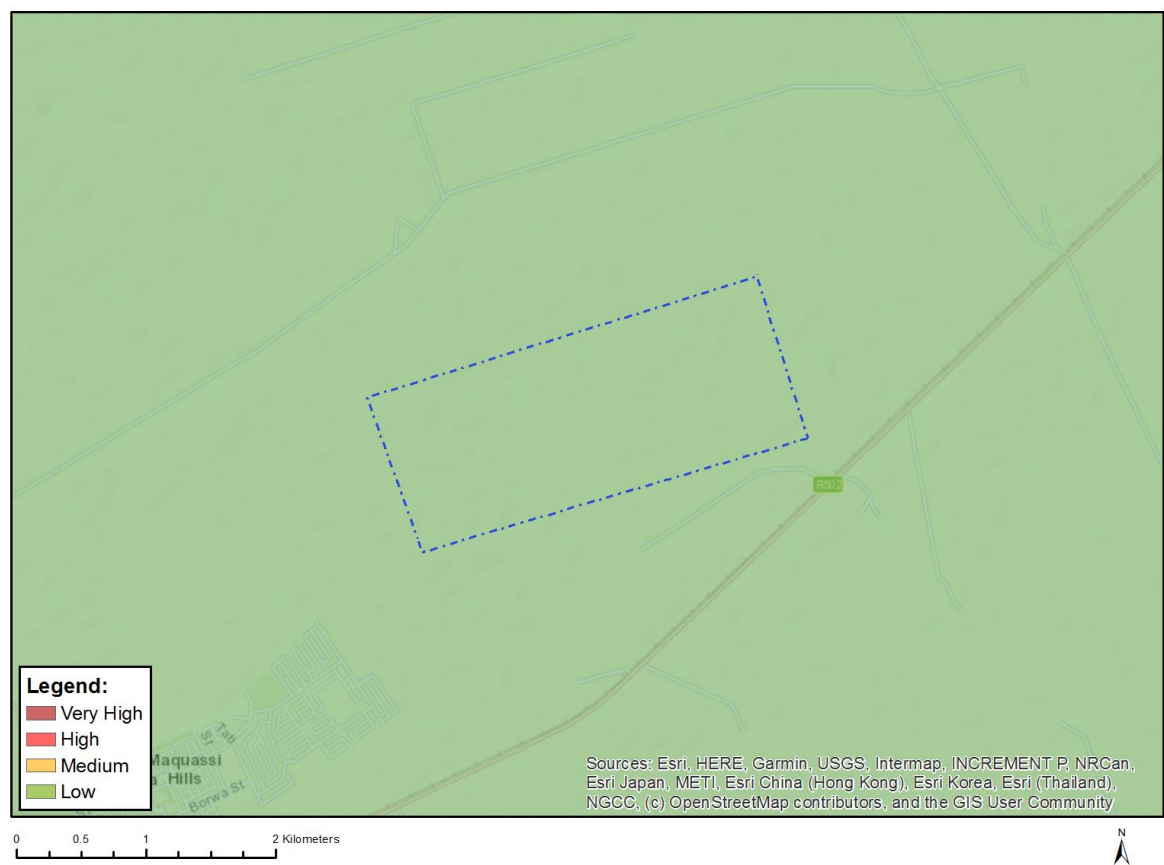 R502
Legend:
Very High
High
Medium
Low
Tati
St
Maquassi
Hills
Borwa St
Sources: Esri, HERE, Garmin, USGS, Intermap, INCREMENT P, NRCan,
Esri Japan, METI, Esri China (Hong Kong), Esri Korea, Esri (Thailand),
NGCC, (c) OpenStreetMap contributors, and the GIS User Community
0 0.5 1 2 Kilometers
N